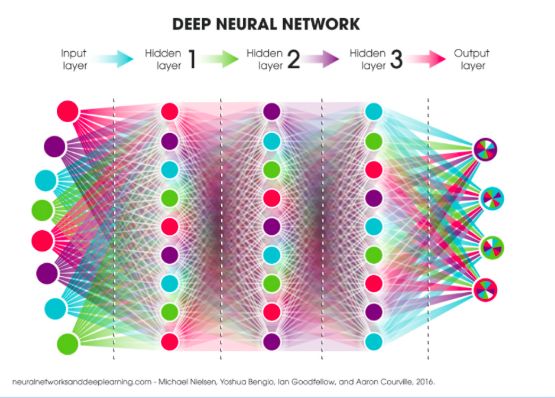 DEEP NEURAL NETWORK
Input layer
Hidden layer 1
Hidden layer 2
Hidden layer 3
Output layer
neuralnetworksanddeeplearning.com - Michael Nielsen, Yoshua Bengio, Ian Goodfellow, and Aaron Courville, 2016.